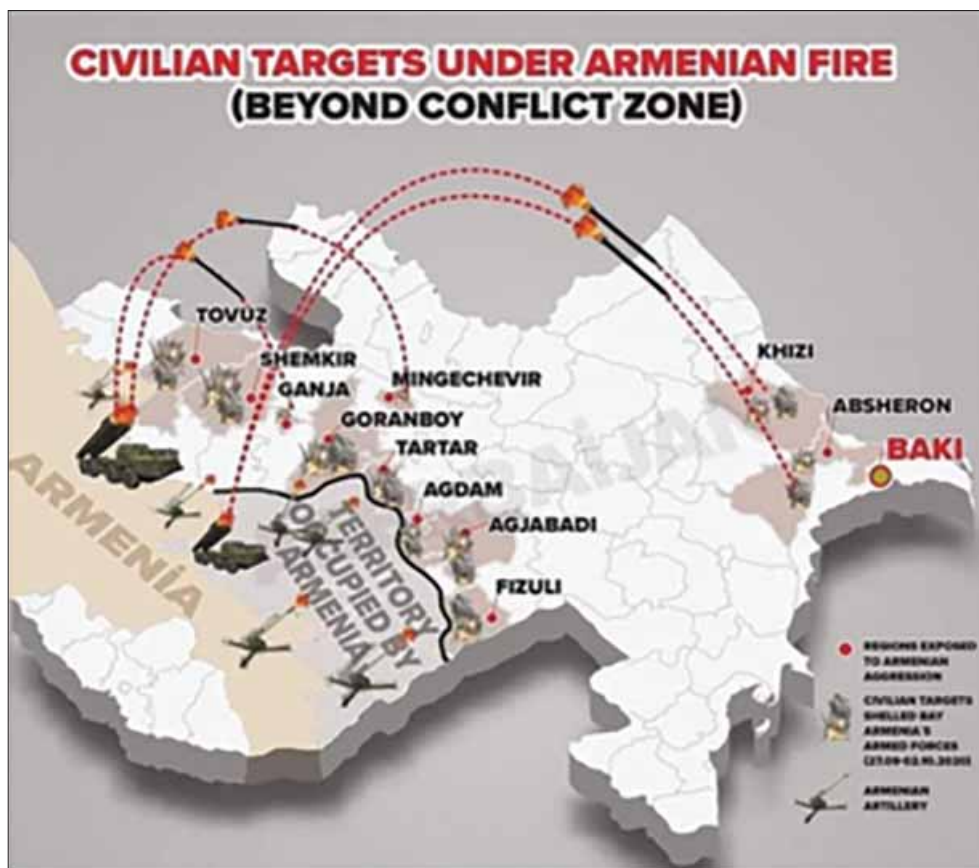 CIVILIAN TARGETS UNDER ARMENIAN FIRE
(BEYOND CONFLICT ZONE)
TOVUZ
SHEMKIR
GANJA
MINGECHEVIR
GORANBOY
TARTAR
AGDAM
AGJABADI
FIZULI
KHIZI
ABSHERON
BAKI
ARMENİA
TERRITORY
OCCUPIED BY
ARMENIA
REGIONS EXPOSED
TO ARMENIAN
AGGRESSION
CIVILIAN TARGETS
SHELLED BAY
ARMENIA'S
ARMED FORCES
ARMENIAN
ARTILLERY